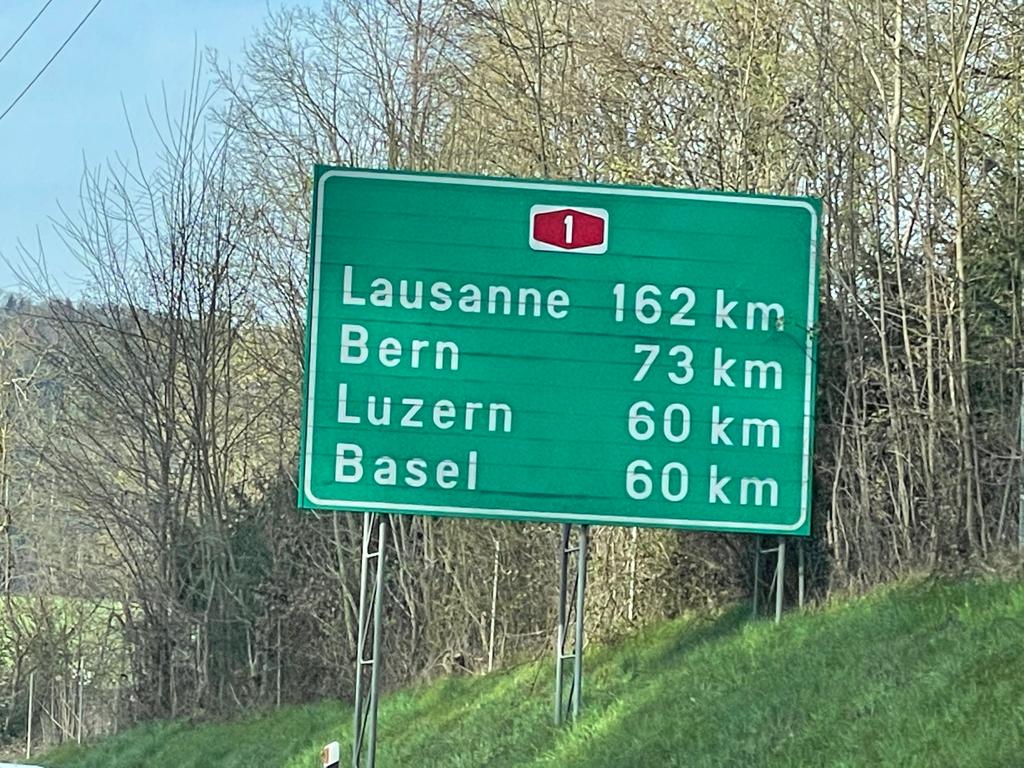 1
Lausanne 162 km
Bern 73 km
Luzern 60 km
Basel 60 km